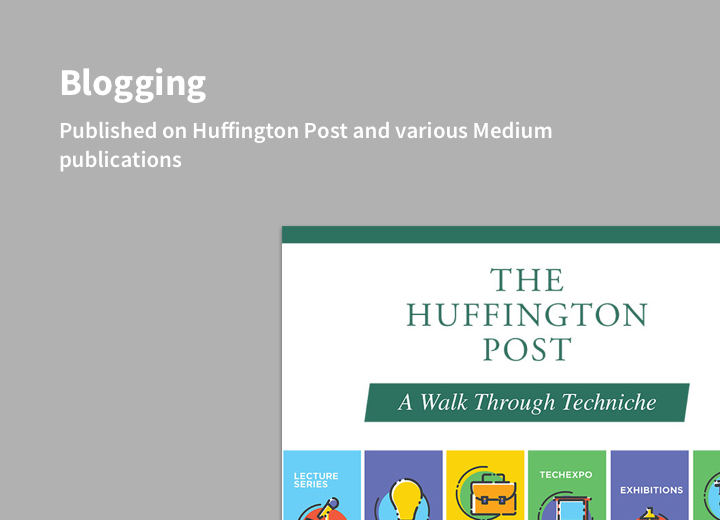 Blogging
Published on Huffington Post and various Medium
publications
THE
HUFFINGTON
POST
A Walk Through Techniche
LECTURE
SERIES
TECHEXPO
EXHIBITIONS